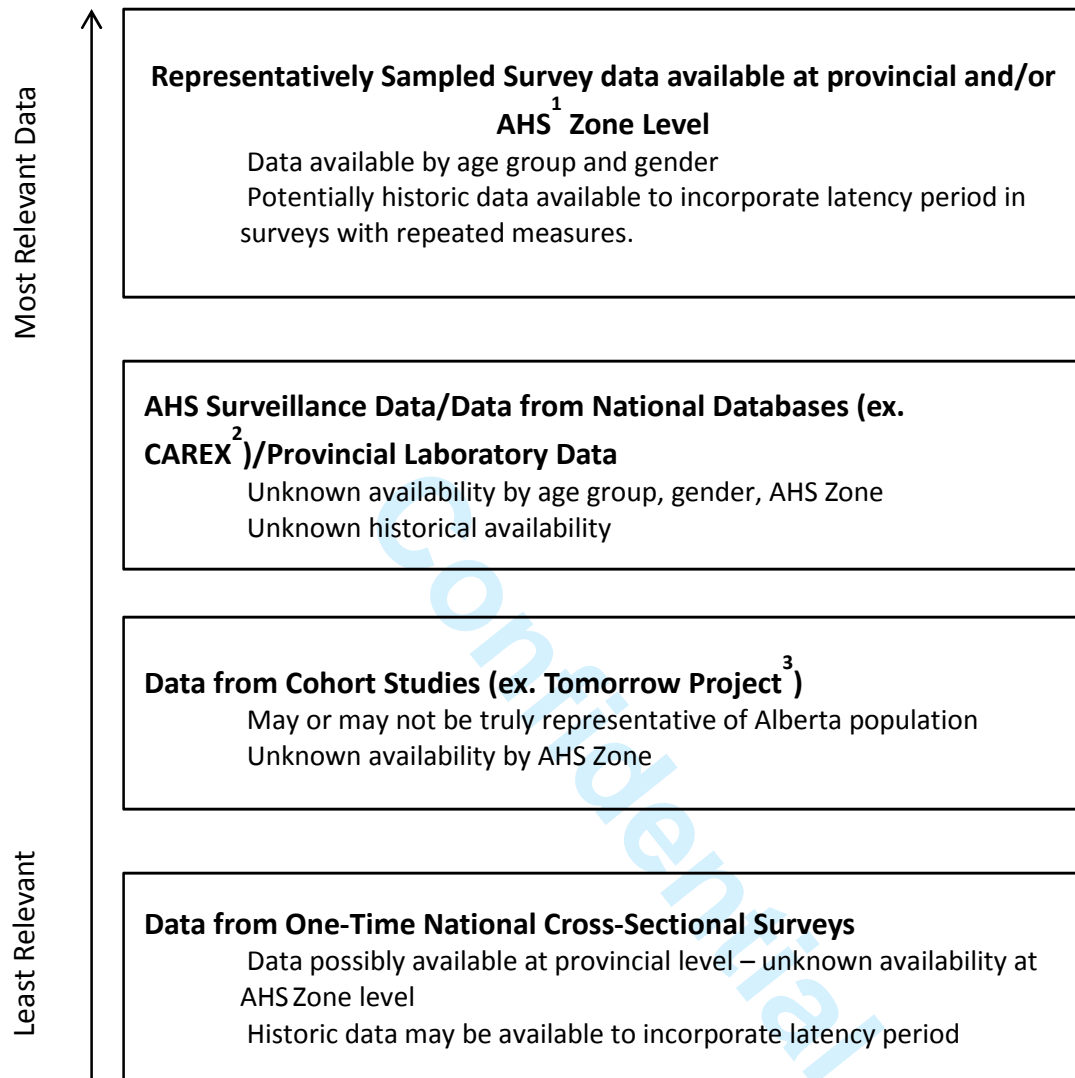 Most Relevant Data
Representatively Sampled Survey data available at provincial and/or
AHS1 Zone Level
Data available by age group and gender
Potentially historic data available to incorporate latency period in
surveys with repeated measures.
AHS Surveillance Data/Data from National Databases (ex.
CAREX2)/Provincial Laboratory Data
Unknown availability by age group, gender, AHS Zone
Unknown historical availability
Data from Cohort Studies (ex. Tomorrow Project3)
May or may not be truly representative of Alberta population
Unknown availability by AHS Zone
Least Relevant
Data from One-Time National Cross-Sectional Surveys
Data possibly available at provincial level – unknown availability at
AHS Zone level
Historic data may be available to incorporate latency period
Confidential